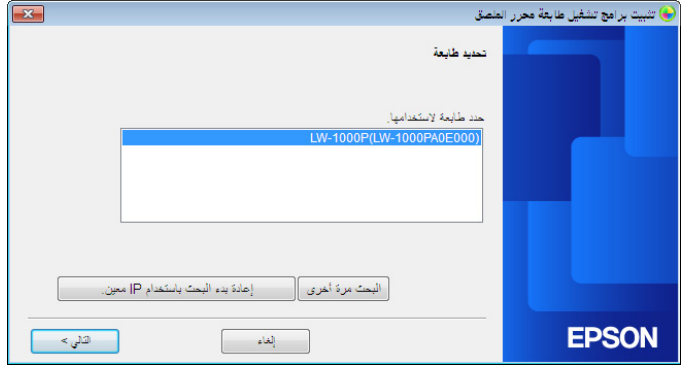 تثبيت برامج تشغيل طابعة محرر الملصق
تحديد طابعة
حدد طابعة لاستخدامها.
LW-1000P(LW-1000PA0E000)
البحث مرة أخرى
إعادة بدء البحث باستخدام IP معين.
إلغاء
التالي >
EPSON